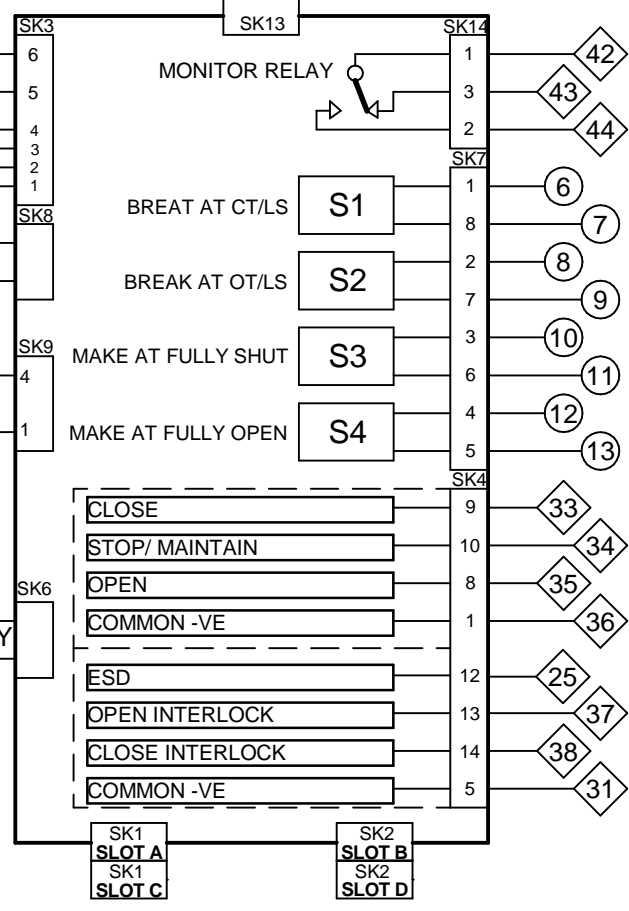 SK3
SK13
SK14
6
MONITOR RELAY
1
42
5
3
43
4
2
44
3
2
1
SK7
BREAT AT CT/LS
S1
1
6
8
7
SK8
BREAK AT OT/LS
S2
2
8
7
9
SK9
4
1
MAKE AT FULLY SHUT
S3
3
10
6
11
MAKE AT FULLY OPEN
S4
4
12
5
13
SK4
CLOSE
9
33
STOP/ MAINTAIN
10
34
SK6
OPEN
8
35
COMMON -VE
1
36
Y
ESD
12
25
OPEN INTERLOCK
13
37
CLOSE INTERLOCK
14
38
COMMON -VE
5
31
SK1
SLOT A
SK1
SLOT C
SK2
SLOT B
SK2
SLOT D